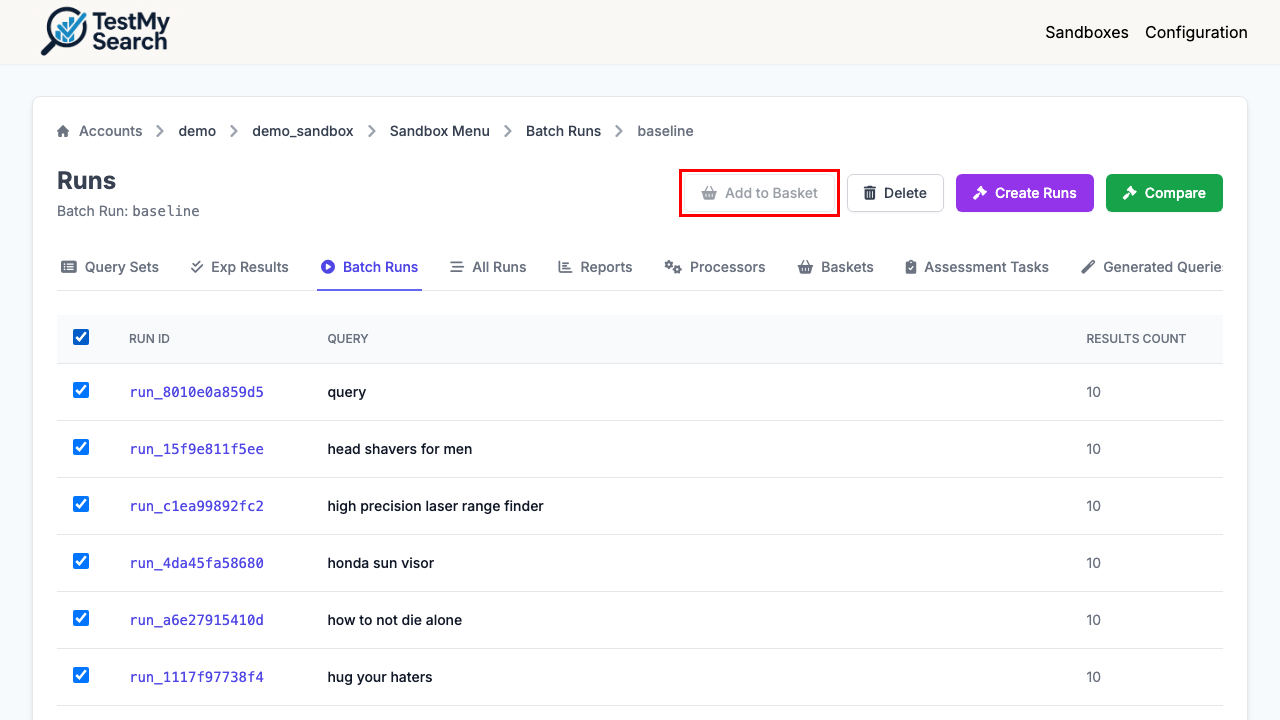 TestMy
Search
Sandboxes Configuration
Accounts demo demo_sandbox Sandbox Menu Batch Runs baseline
Runs
Batch Run: baseline
Add to Basket Delete Create Runs Compare
Query Sets Exp Results Batch Runs All Runs Reports Processors Baskets Assessment Tasks Generated Querie
RUN ID QUERY RESULTS COUNT
run_8010e0a859d5 query 10
run_15f9e811f5ee head shavers for men 10
run_c1ea99892fc2 high precision laser range finder 10
run_4da45fa58680 honda sun visor 10
run_a6e27915410d how to not die alone 10
run_1117f97738f4 hug your haters 10